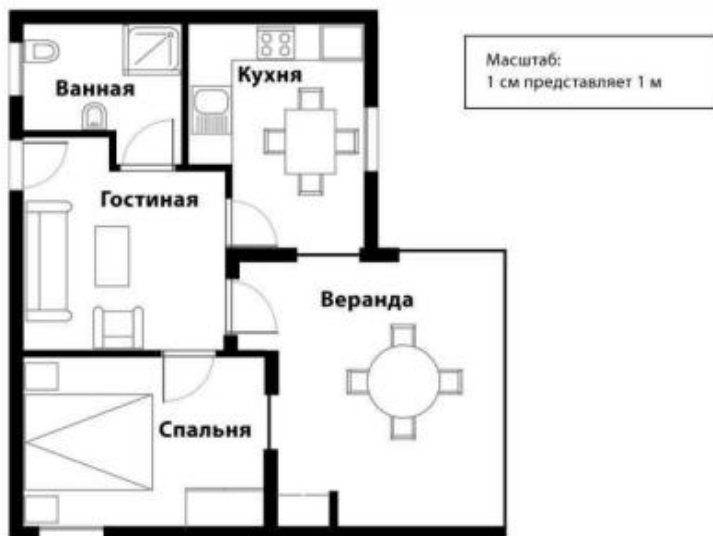 Ванная
Кухня
Масштаб:
1 см представляет 1 м
Гостиная
Веранда
Спальня